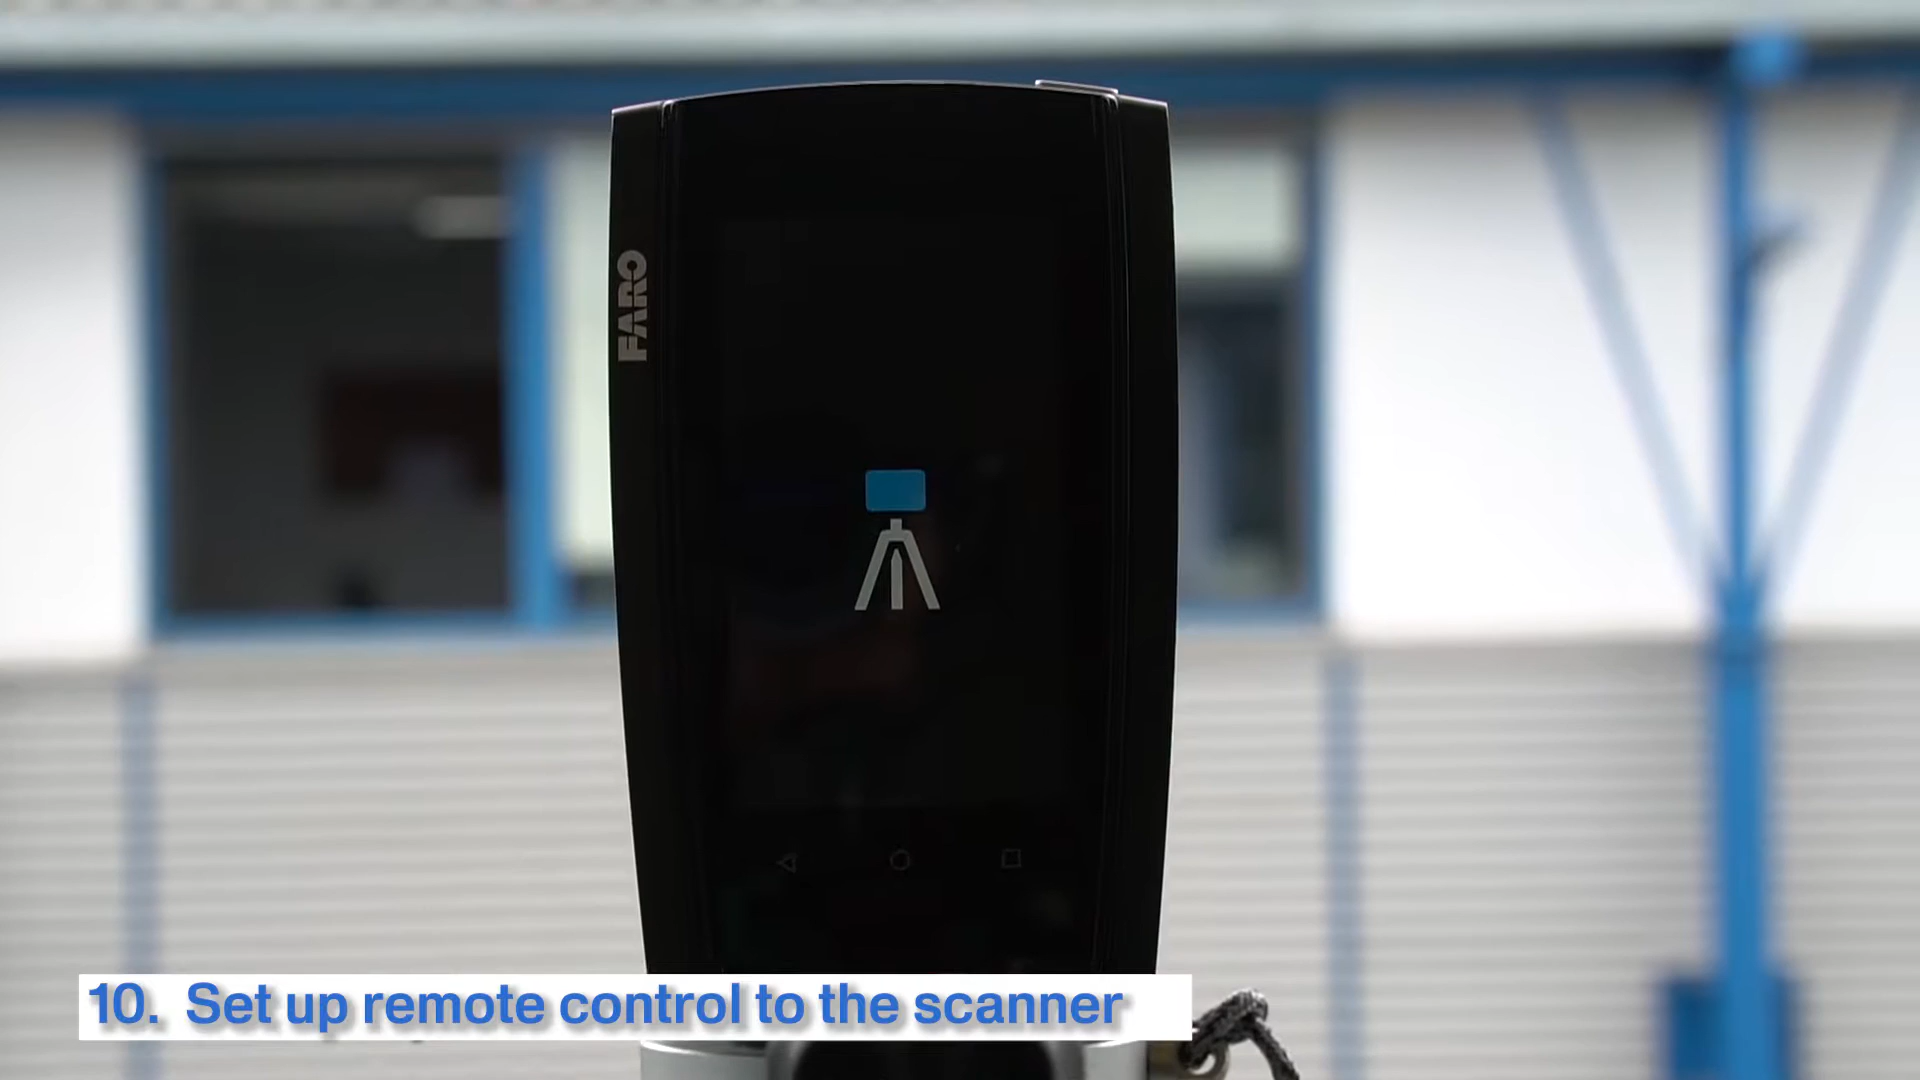 FARO
10. Set up remote control to the scanner